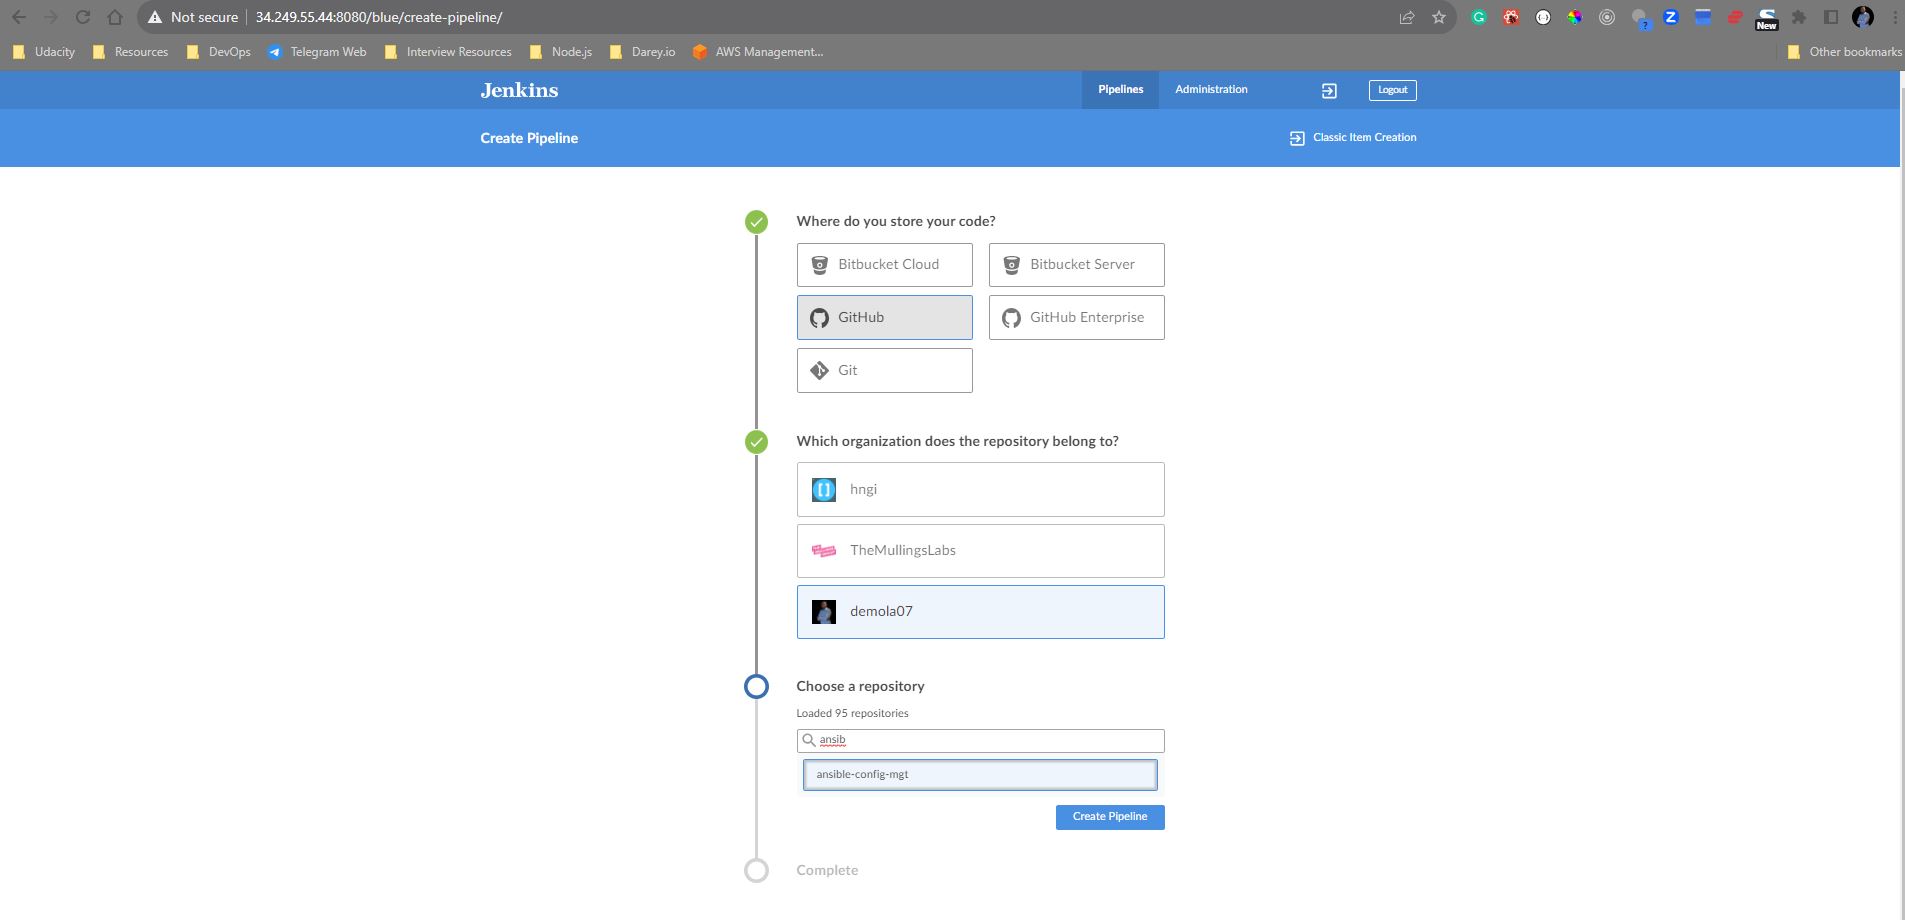 Not secure 34.249.55.44:8080/blue/create-pipeline/
New
Udacity Resources DevOps Telegram Web Interview Resources Node.js Darey.io AWS Management... Other bookmarks
Jenkins Pipelines Administration Logout
Create Pipeline Classic Item Creation
Where do you store your code?
Bitbucket Cloud Bitbucket Server
GitHub GitHub Enterprise
Git
Which organization does the repository belong to?
hngi
TheMullingsLabs
demola07
Choose a repository
Loaded 95 repositories
ansib
ansible-config-mgt
Create Pipeline
Complete